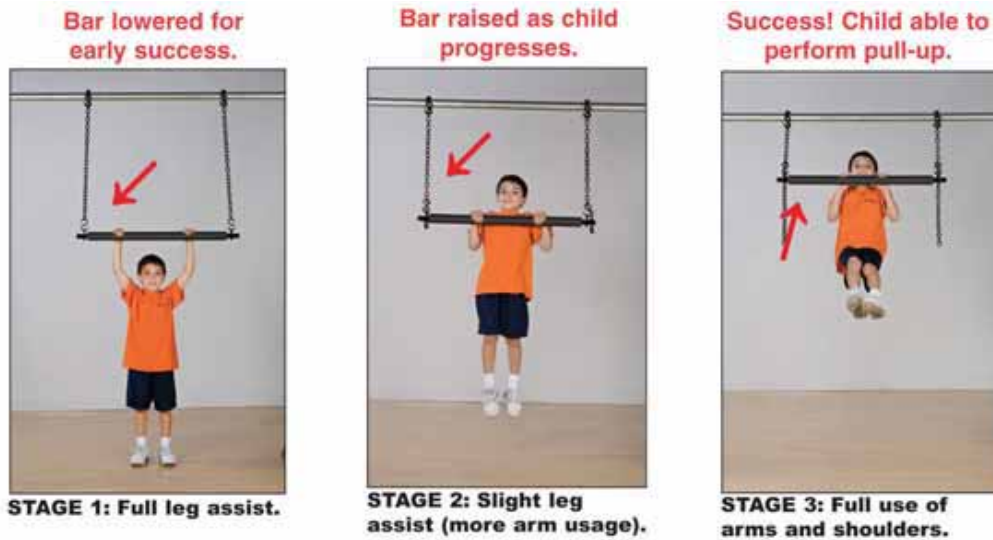 Bar lowered for
early success.
Bar raised as child
progresses.
Success! Child able to
perform pull-up.
STAGE 1: Full leg assist.
STAGE 2: Slight leg
assist (more arm usage).
STAGE 3: Full use of
arms and shoulders.